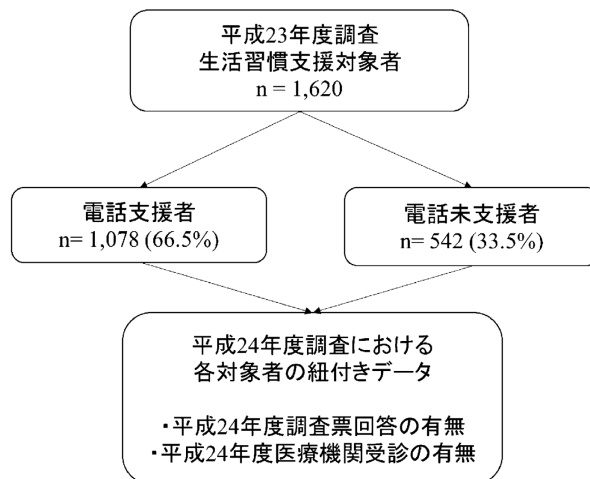 平成23年度調査
生活習慣支援対象者
n = 1,620
電話支援者
n= 1,078 (66.5%)
電話未支援者
n= 542 (33.5%)
平成24年度調査における
各対象者の紐付きデータ
・平成24年度調査票回答の有無
・平成24年度医療機関受診の有無